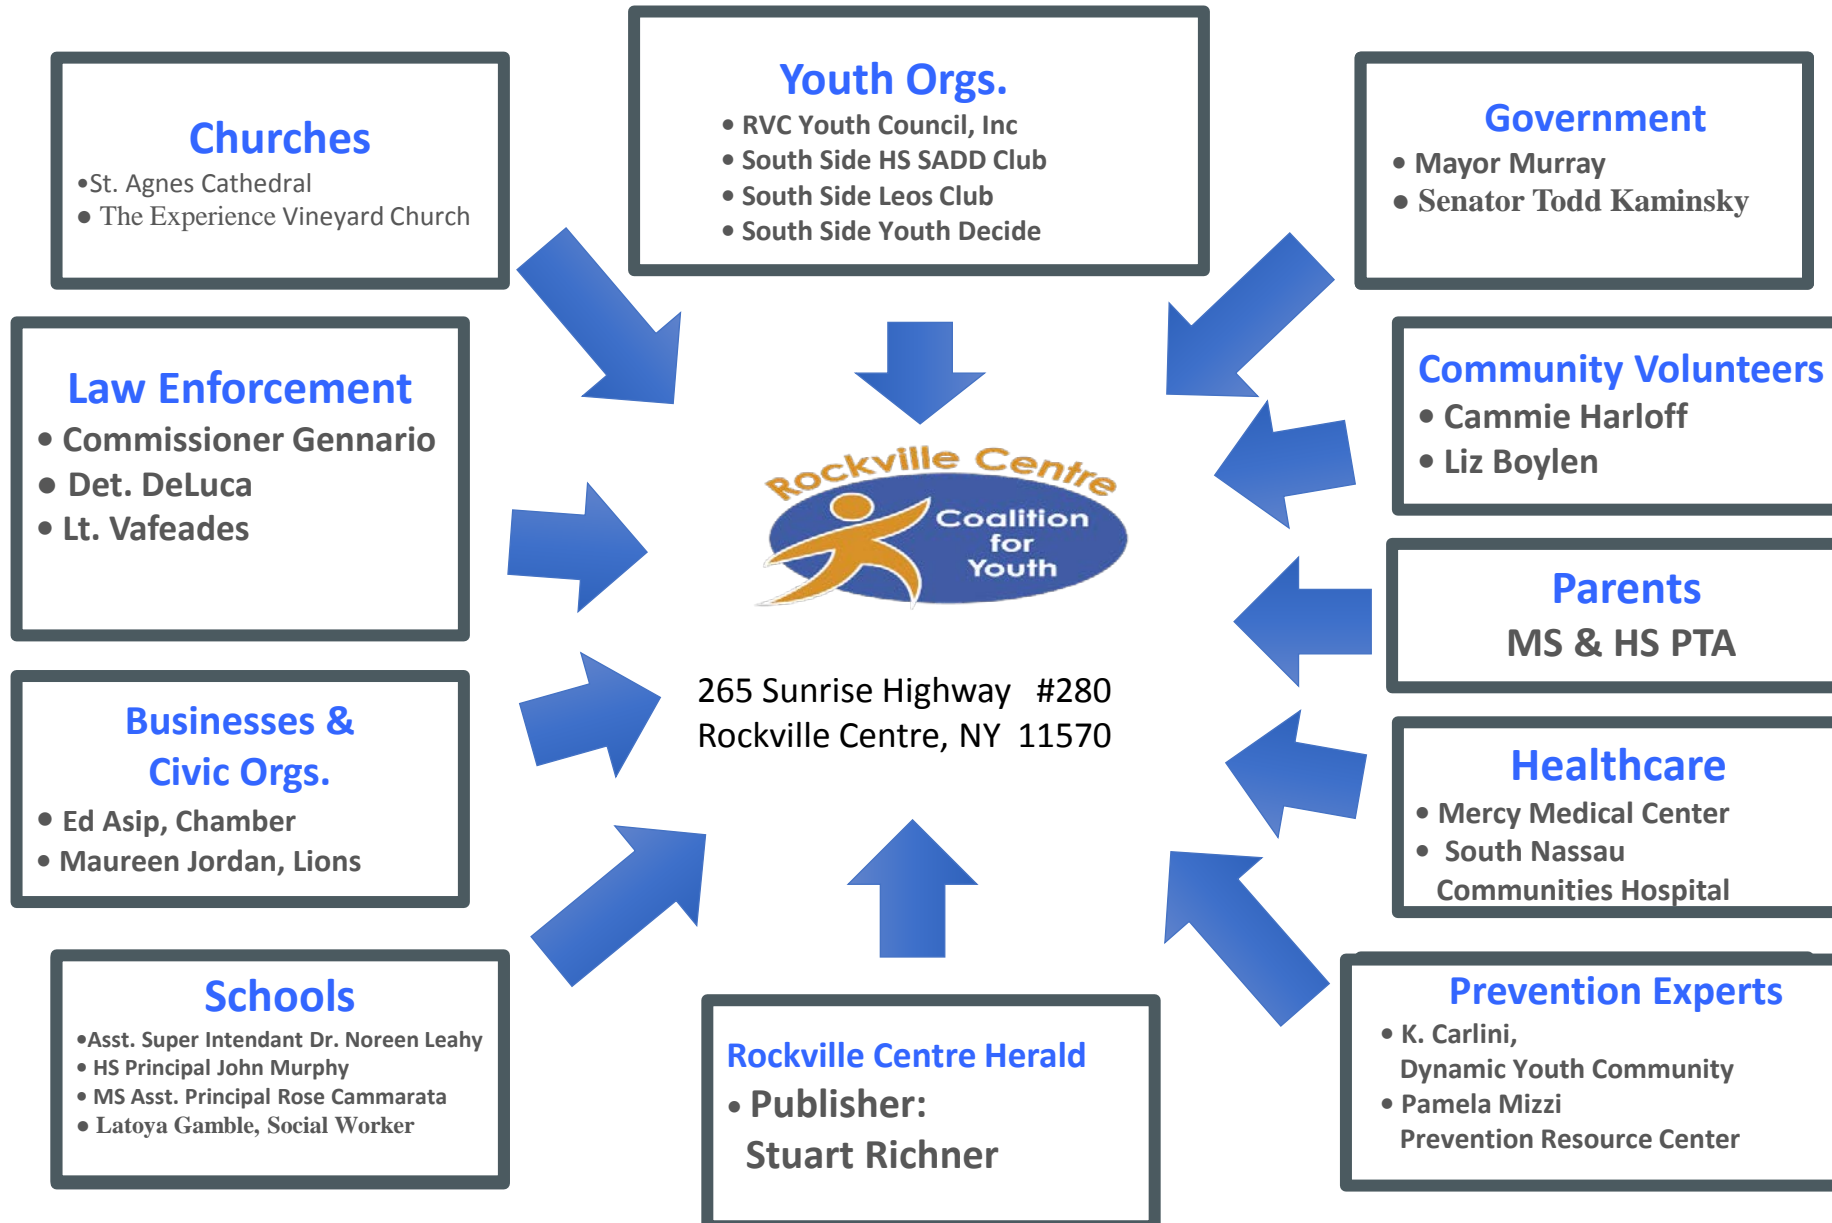 Churches
•St. Agnes Cathedral
• The Experience Vineyard Church
Youth Orgs.
• RVC Youth Council, Inc
• South Side HS SADD Club
• South Side Leos Club
• South Side Youth Decide
Government
• Mayor Murray
• Senator Todd Kaminsky
Law Enforcement
• Commissioner Gennario
• Det. DeLuca
• Lt. Vafeades
Community Volunteers
• Cammie Harloff
• Liz Boylen
Rockville Centre
Coalition
for
Youth
265 Sunrise Highway #280
Rockville Centre, NY 11570
Parents
MS & HS PTA
Businesses &
Civic Orgs.
• Ed Asip, Chamber
• Maureen Jordan, Lions
Healthcare
• Mercy Medical Center
• South Nassau
Communities Hospital
Schools
•Asst. Super Intendant Dr. Noreen Leahy
• HS Principal John Murphy
• MS Asst. Principal Rose Cammarata
• Latoya Gamble, Social Worker
Rockville Centre Herald
• Publisher:
Stuart Richner
Prevention Experts
• K. Carlini,
Dynamic Youth Community
• Pamela Mizzi
Prevention Resource Center